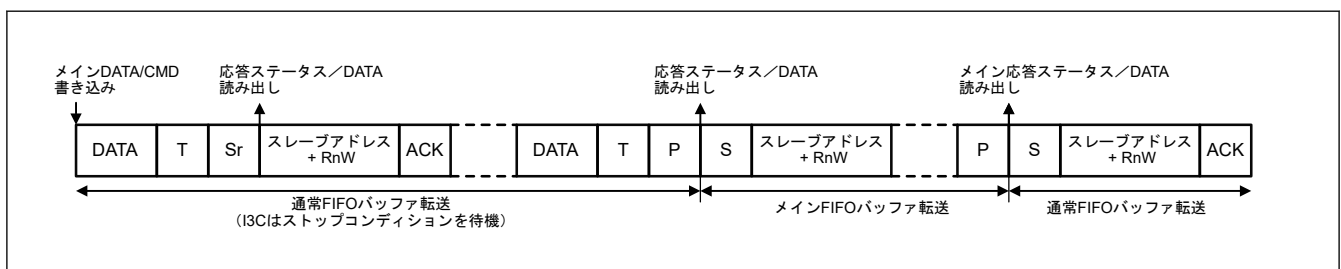 メインDATA/CMD
書き込み
応答ステータス／DATA
読み出し
応答ステータス／DATA
読み出し
メイン応答ステータス／DATA
読み出し
DATA
T
Sr
スレーブアドレス
+ RnW
ACK
DATA
T
P
S
スレーブアドレス
+ RnW
P
S
スレーブアドレス
+ RnW
ACK
通常FIFOバッファ転送
（I3Cはストップコンディションを待機）
メインFIFOバッファ転送
通常FIFOバッファ転送